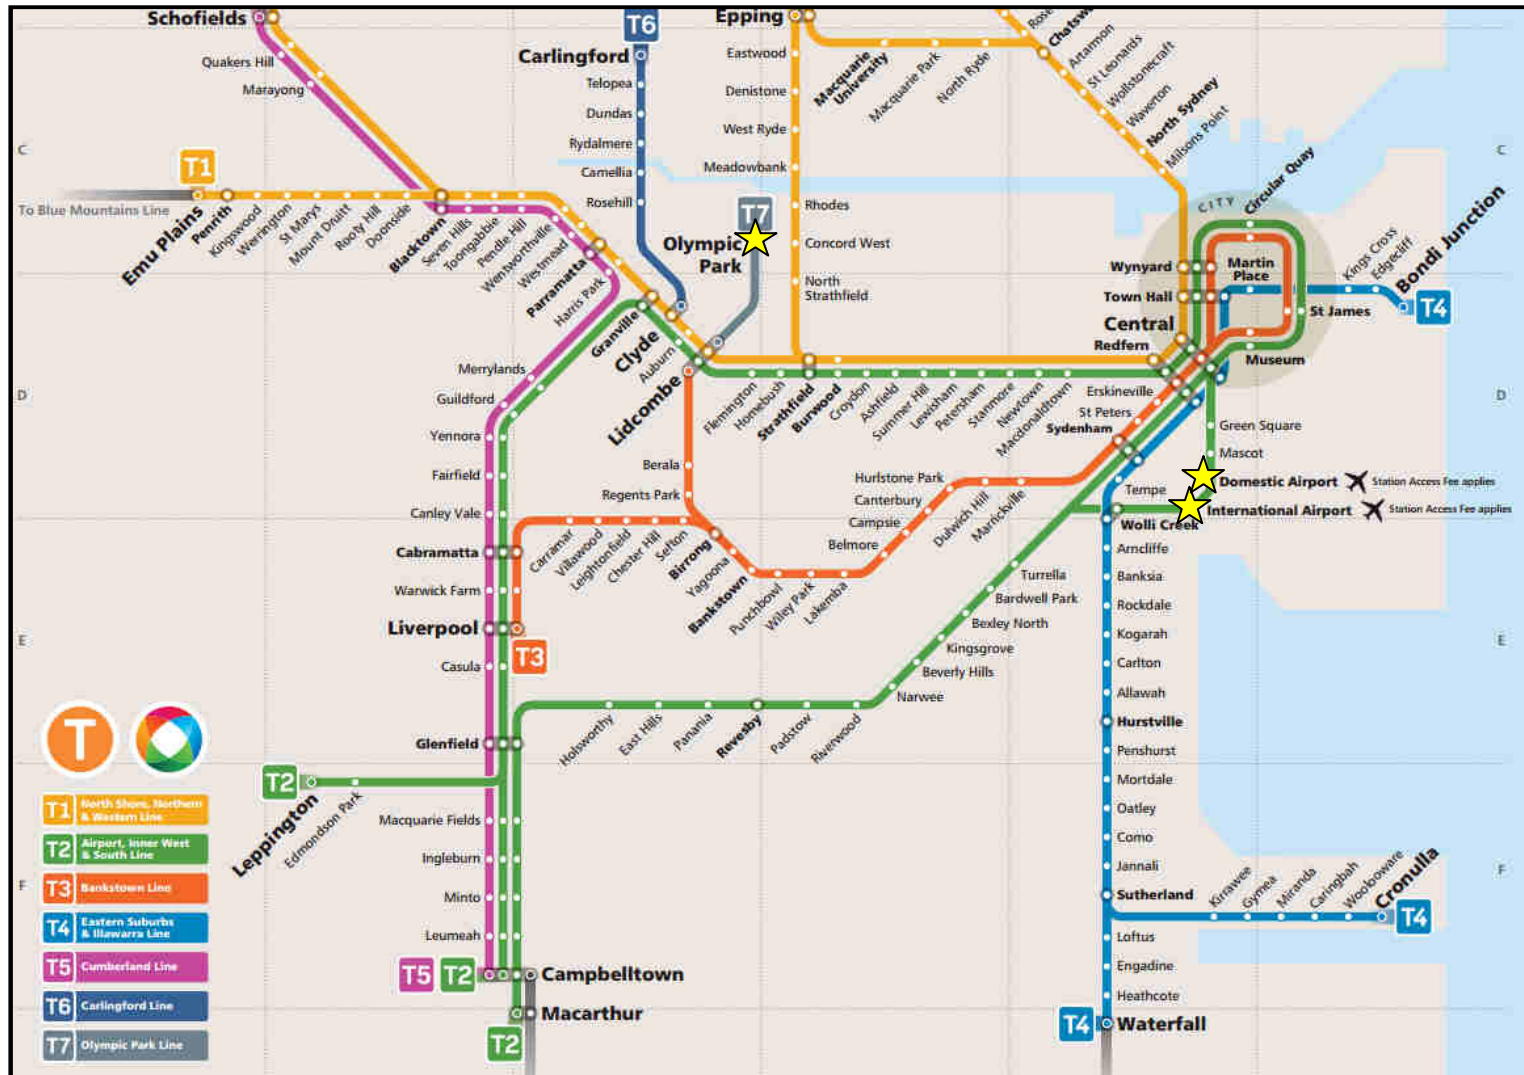 Schofields
T6
Epping
Rose
Chatsw
Quakers Hill
Marayong
Carlingford
Telopea
Dundas
Rydalmere
Camellia
Rosehill
Eastwood
Denistone
West Ryde
Meadowbank
Rhodes
Concord West
North
Strathfield
Macquarie
University
Macquarie Park
North Ryde
Artarmon
St Leonards
Wollstonecraft
Waverton
North Sydney
Milsons Point
C
C
T1
To Blue Mountains Line
Emu Plains
Penrith
Kingswood
Werrington
St Marys
Mount Druitt
Rooty Hill
Doonside
Blacktown
Seven Hills
Toongabbie
Pendle Hill
Wentworthville
Westmead
Parramatta
Harris Park
Granville
Clyde
Auburn
Lidcombe
T7
Olympic
Park
CITY
Circular Quay
Wynyard
Martin
Place
Town Hall
Central
Redfern
St James
Museum
Kings Cross
Edgecliff
Bondi Junction
T4
D
D
Merrylands
Guildford
Yennora
Fairfield
Canley Vale
Cabramatta
Warwick Farm
Liverpool
Casula
Glenfield
Flemington
Homebush
Strathfield
Burwood
Croydon
Ashfield
Summer Hill
Lewisham
Petersham
Stanmore
Newtown
Macdonaldtown
Erskineville
St Peters
Sydenham
Green Square
Mascot
Domestic Airport
Station Access Fee applies
International Airport
Station Access Fee applies
Tempe
Wolli Creek
Berala
Regents Park
Carramar
Villawood
Leightonfield
Chester Hill
Sefton
Birrong
Yagoona
Bankstown
Punchbowl
Wiley Park
Lakemba
Belmore
Campsie
Canterbury
Hurlstone Park
Dulwich Hill
Marrickville
T3
E
E
Turrella
Bardwell Park
Bexley North
Kingsgrove
Beverly Hills
Narwee
Holsworthy
East Hills
Panania
Revesby
Padstow
Riverwood
Arncliffe
Banksia
Rockdale
Kogarah
Carlton
Allawah
Hurstville
Penshurst
Mortdale
Oatley
Como
Jannali
Sutherland
Loftus
Engadine
Heathcote
T4
Waterfall
Kirrawee
Gymea
Miranda
Caringbah
Woolooware
Cronulla
T4
F
F
T2
Leppington
Edmondson Park
Macquarie Fields
Ingleburn
Minto
Leumeah
T5
T2
Campbelltown
Macarthur
T2
T
T1 North Shore, Northern
& Western Line
T2 Airport, Inner West
& South Line
T3 Bankstown Line
T4 Eastern Suburbs
& Illawarra Line
T5 Cumberland Line
T6 Carlingford Line
T7 Olympic Park Line